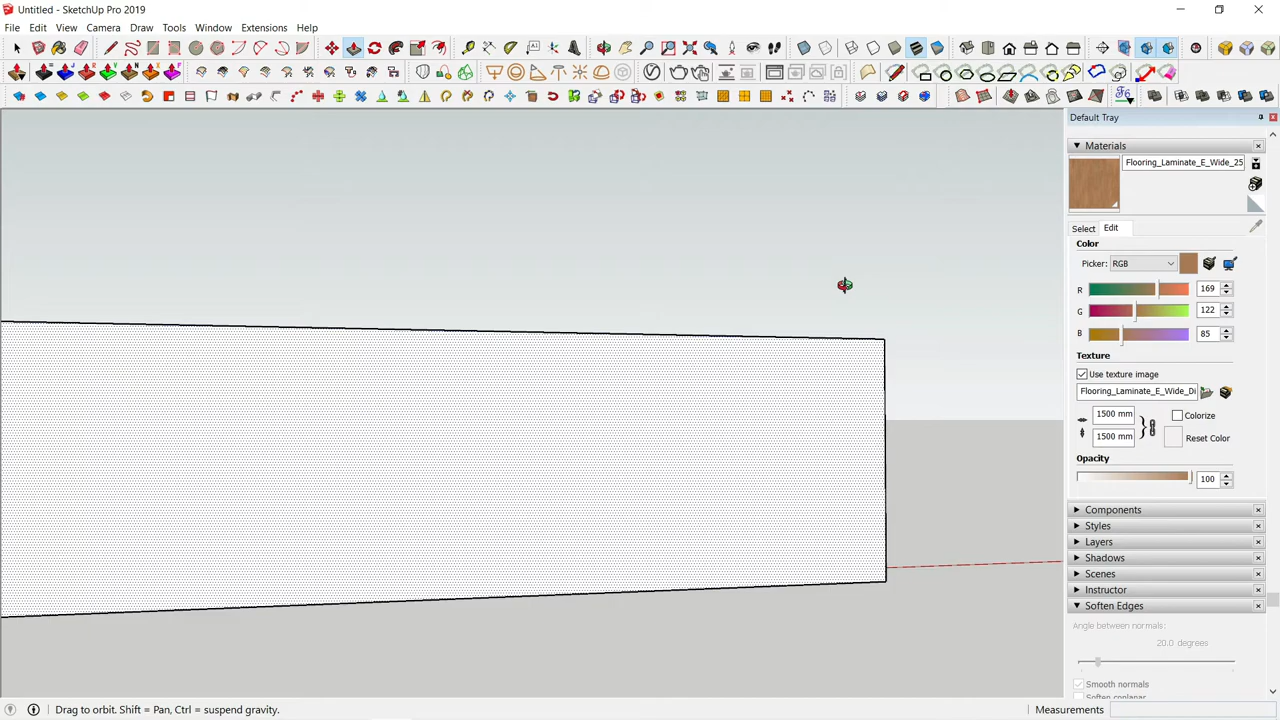 Untitled - SketchUp Pro 2019
File Edit View Camera Draw Tools Window Extensions Help
Default Tray
Materials
Flooring_Laminate_E_Wide_25
Select Edit
Color
Picker: RGB
R 169
G 122
B 85
Texture
Use texture image
Flooring_Laminate_E_Wide_Di
1500 mm Colorize
1500 mm Reset Color
Opacity
100
Components
Styles
Layers
Shadows
Scenes
Instructor
Soften Edges
Angle between normals:
20.0 degrees
Smooth normals
Soften coplanar
Drag to orbit. Shift = Pan, Ctrl = suspend gravity. Measurements